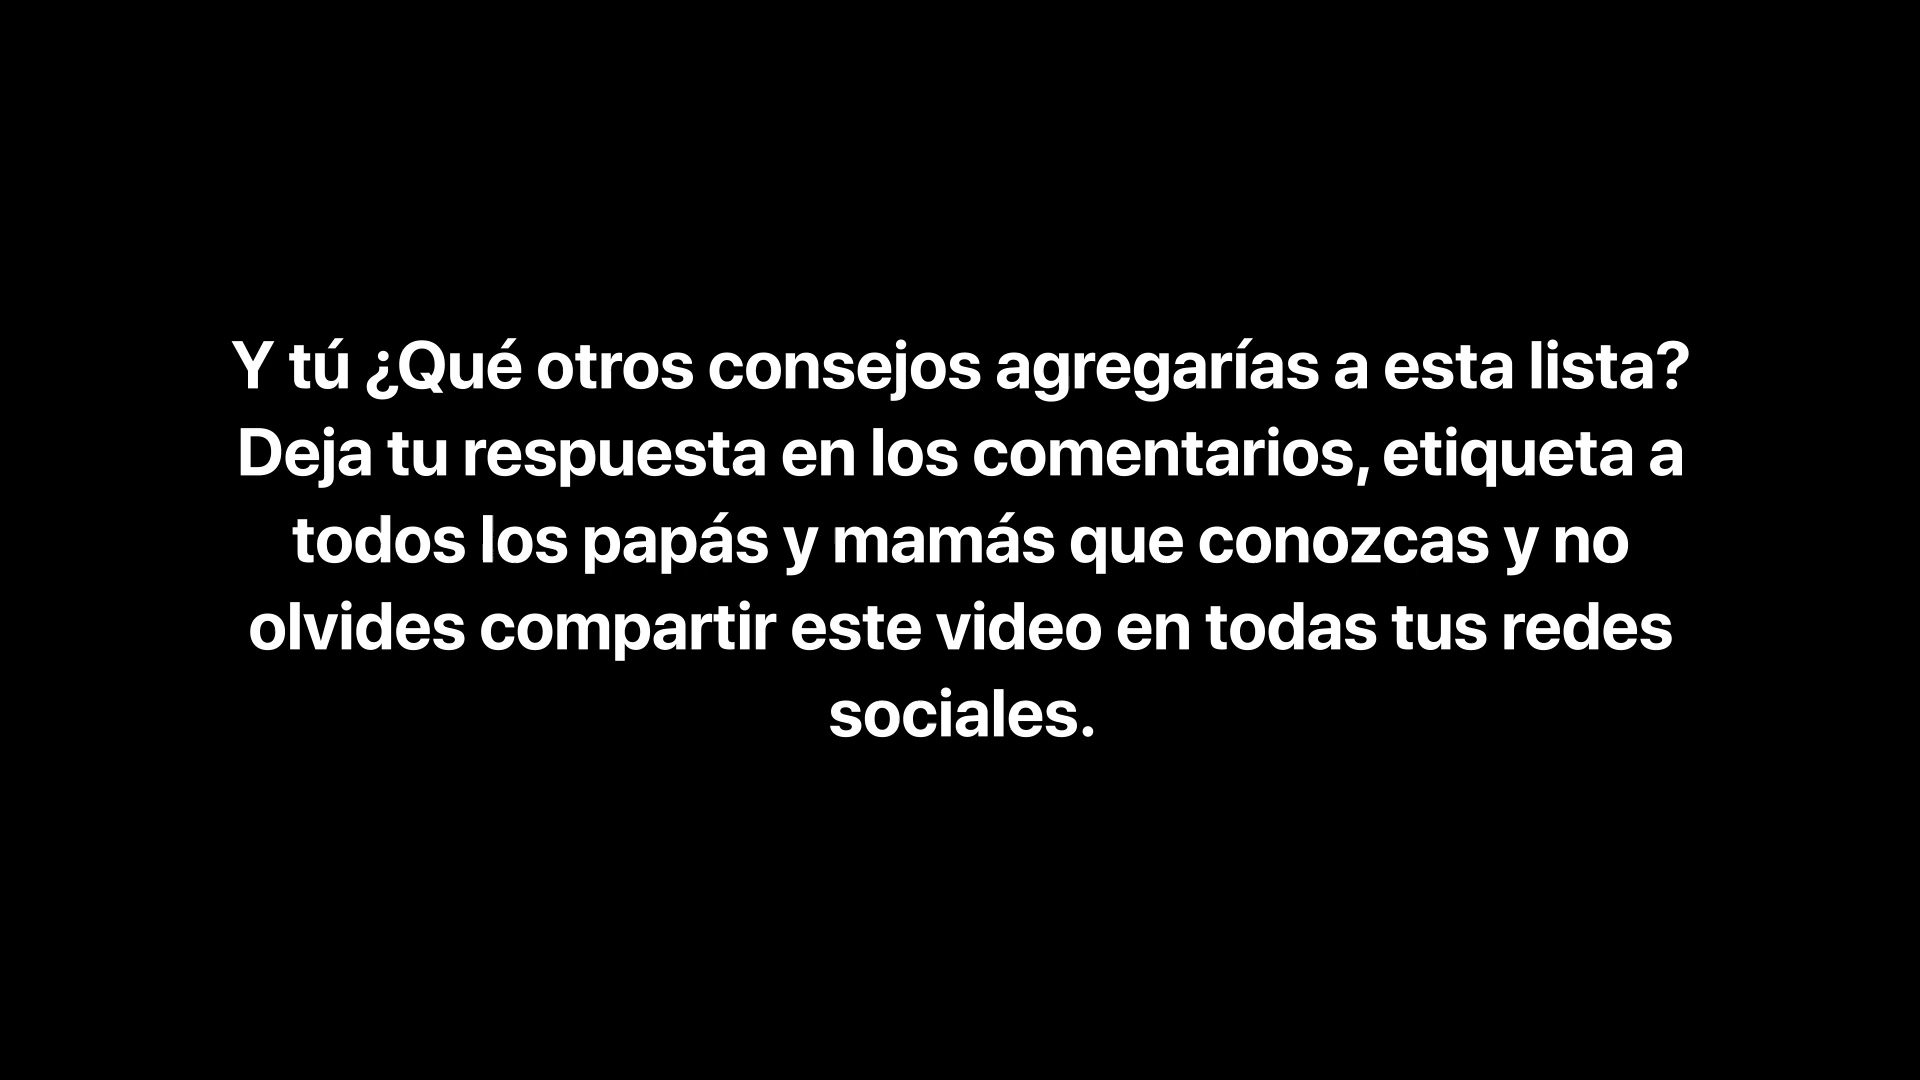 Y tú ¿Qué otros consejos agregarías a esta lista?
Deja tu respuesta en los comentarios, etiqueta a
todos los papás y mamás que conozcas y no
olvides compartir este video en todas tus redes
sociales.